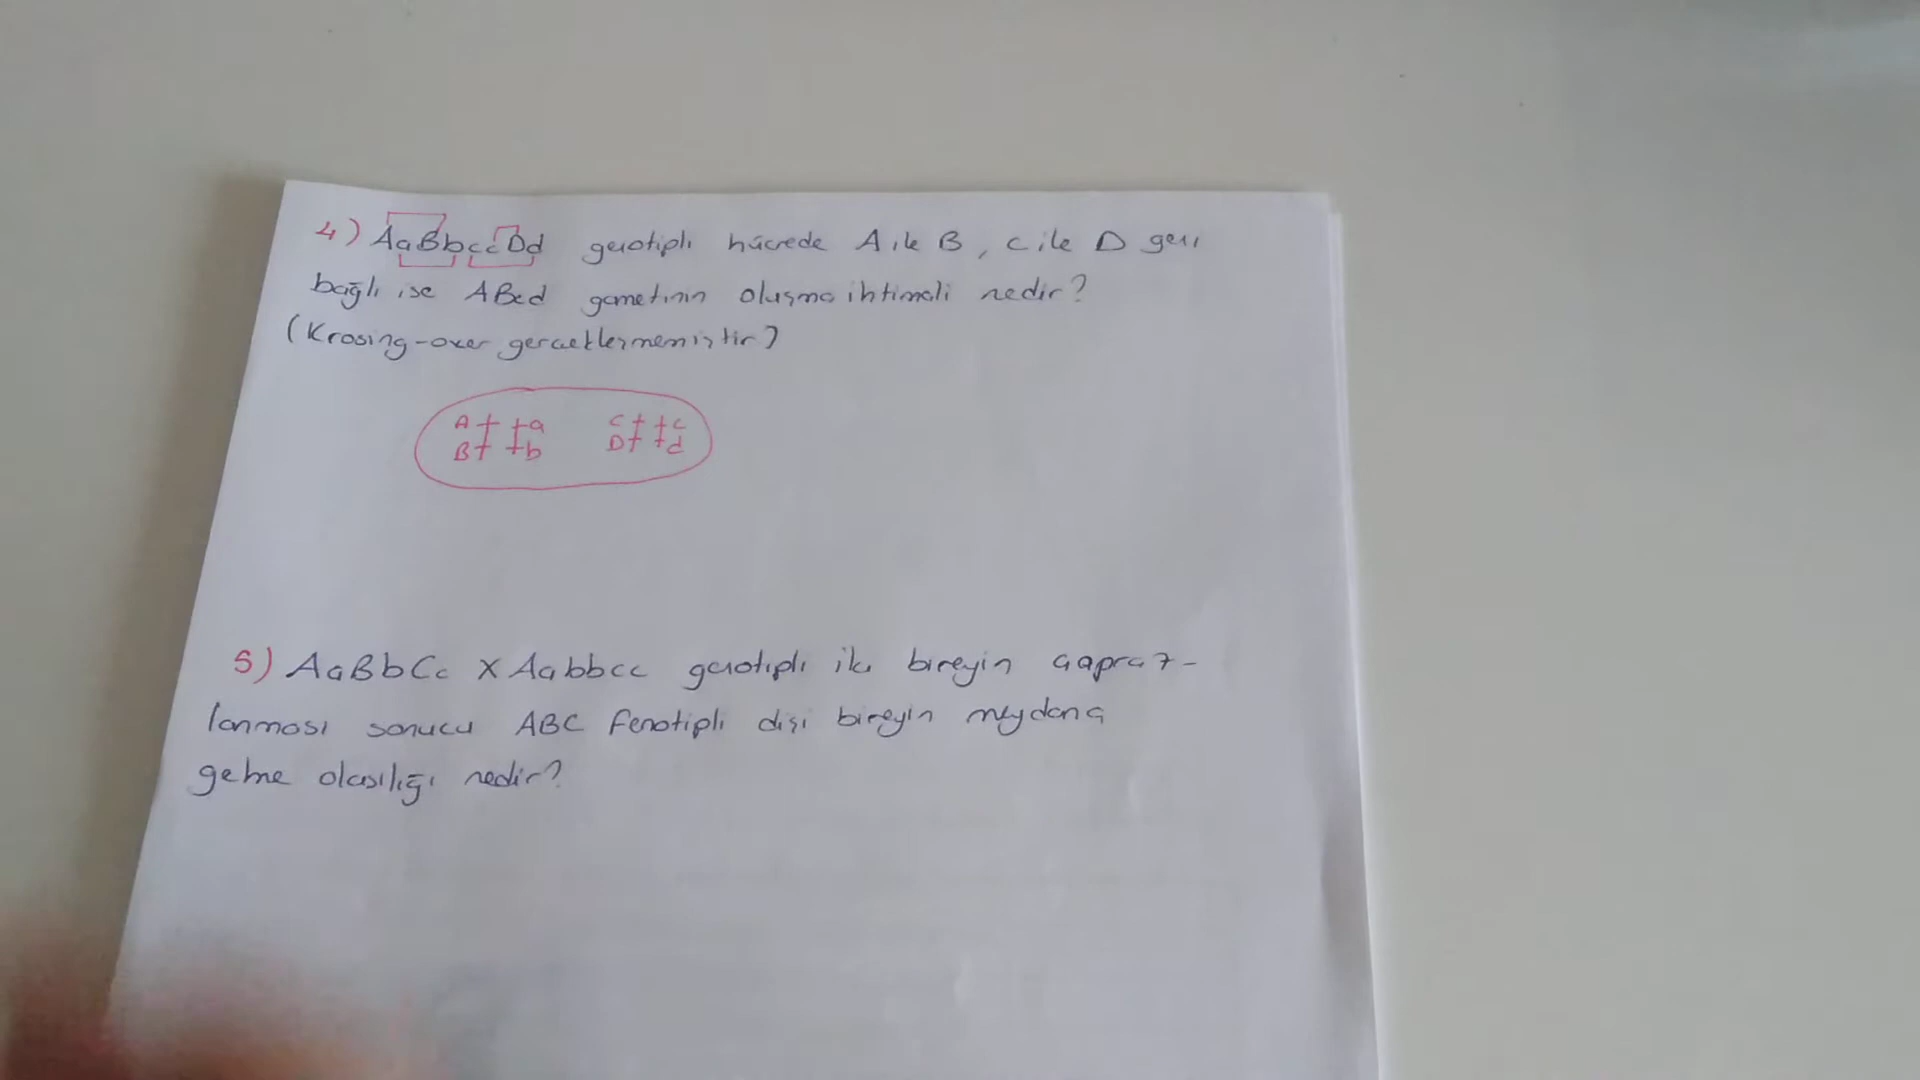 4) AaBbccDd genotipli hücrede A ile B, c ile D geni
bağlı ise ABcd gametinin oluşma ihtimali nedir?
(Krosing-over gerçekleşmemiştir)
A a c c
B b D d
5) AaBbCc X Aabbcc genotipli iki bireyin çapraz-
lanması sonucu ABC fenotipli dişi bireyin meydana
gelme olasılığı nedir?